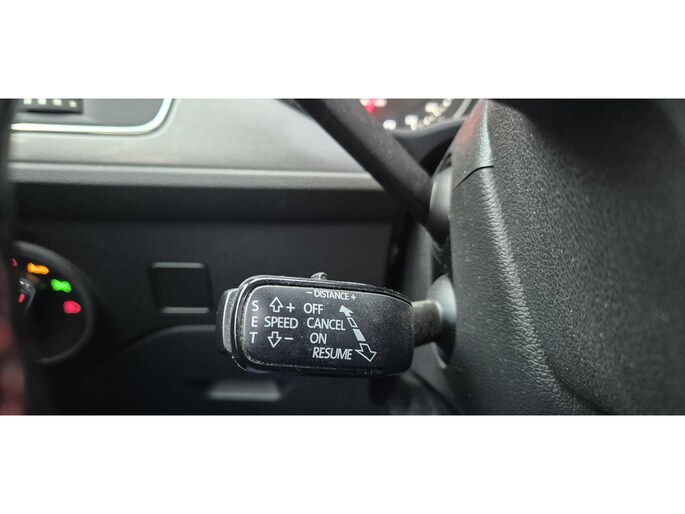 − DISTANCE +
S + OFF
E SPEED CANCEL
T − ON
RESUME